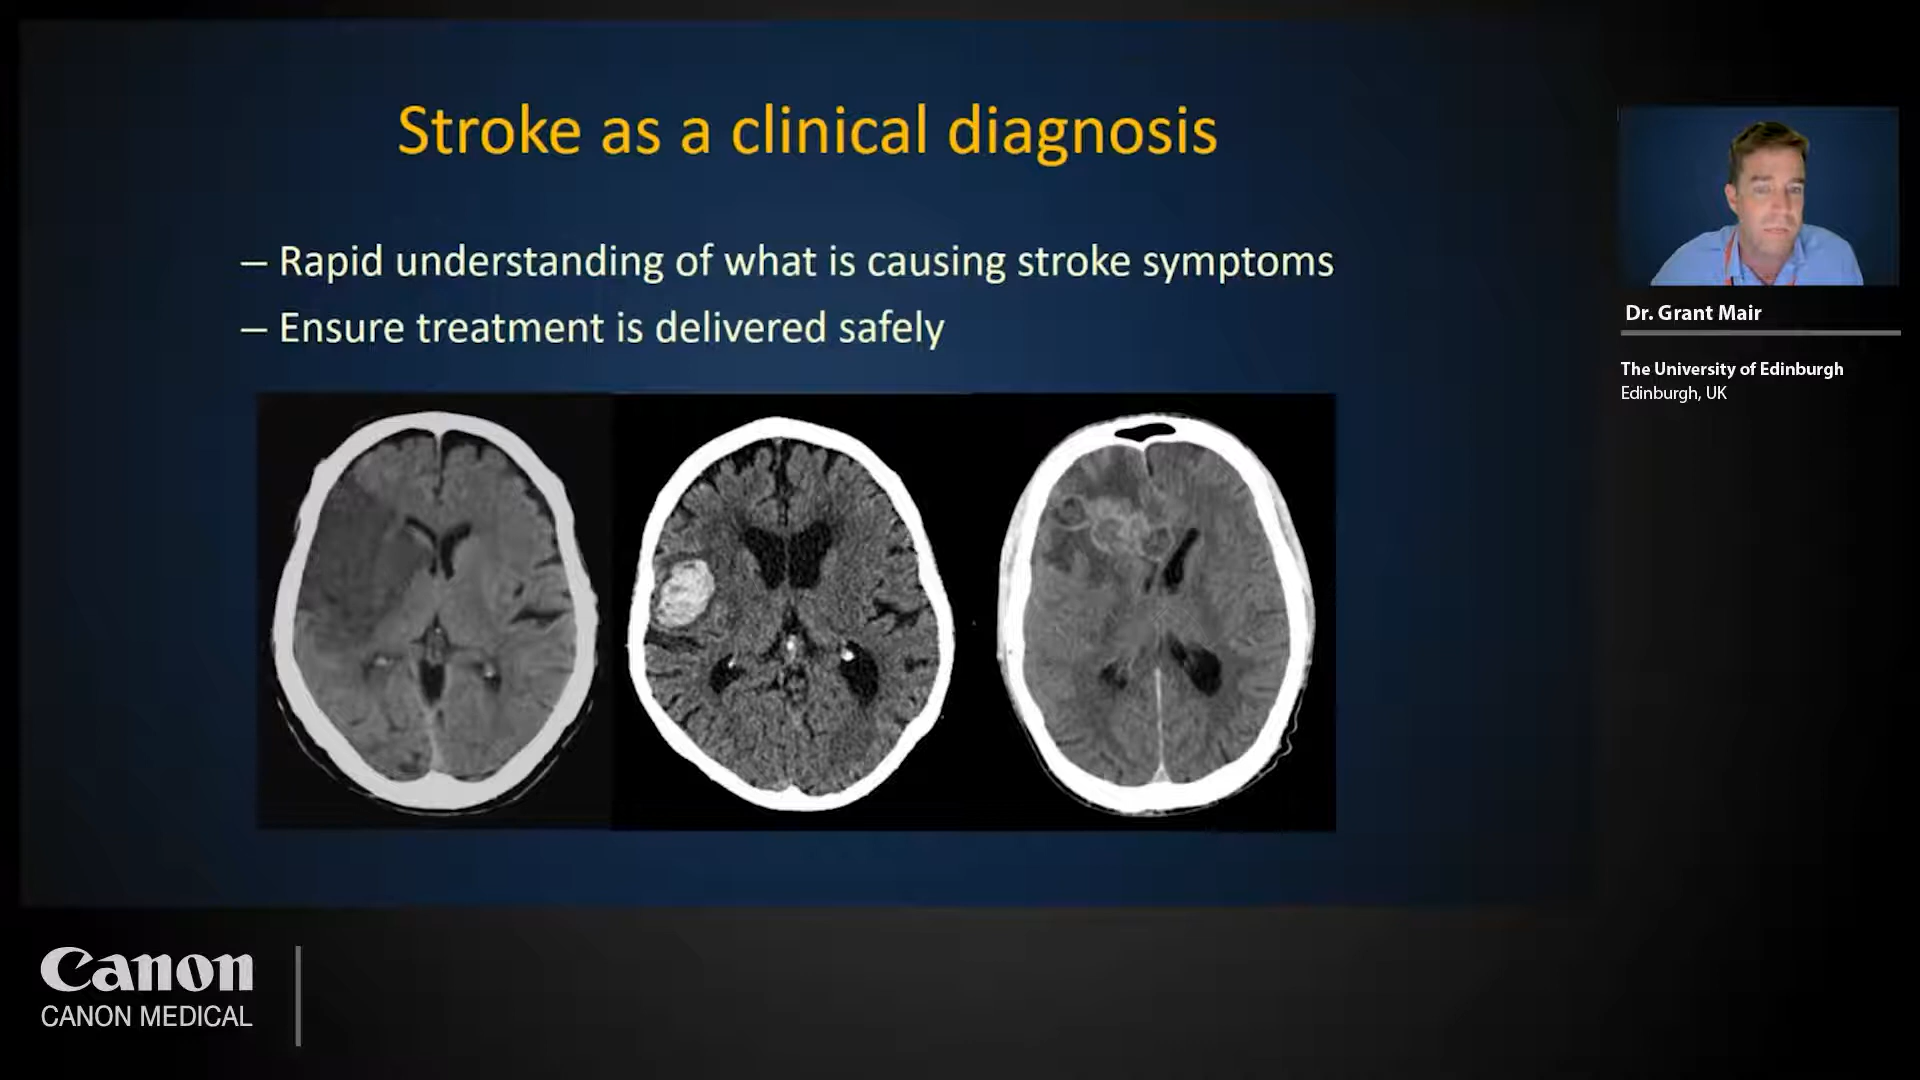 Stroke as a clinical diagnosis
– Rapid understanding of what is causing stroke symptoms
– Ensure treatment is delivered safely
Dr. Grant Mair
The University of Edinburgh
Edinburgh, UK
Canon
CANON MEDICAL